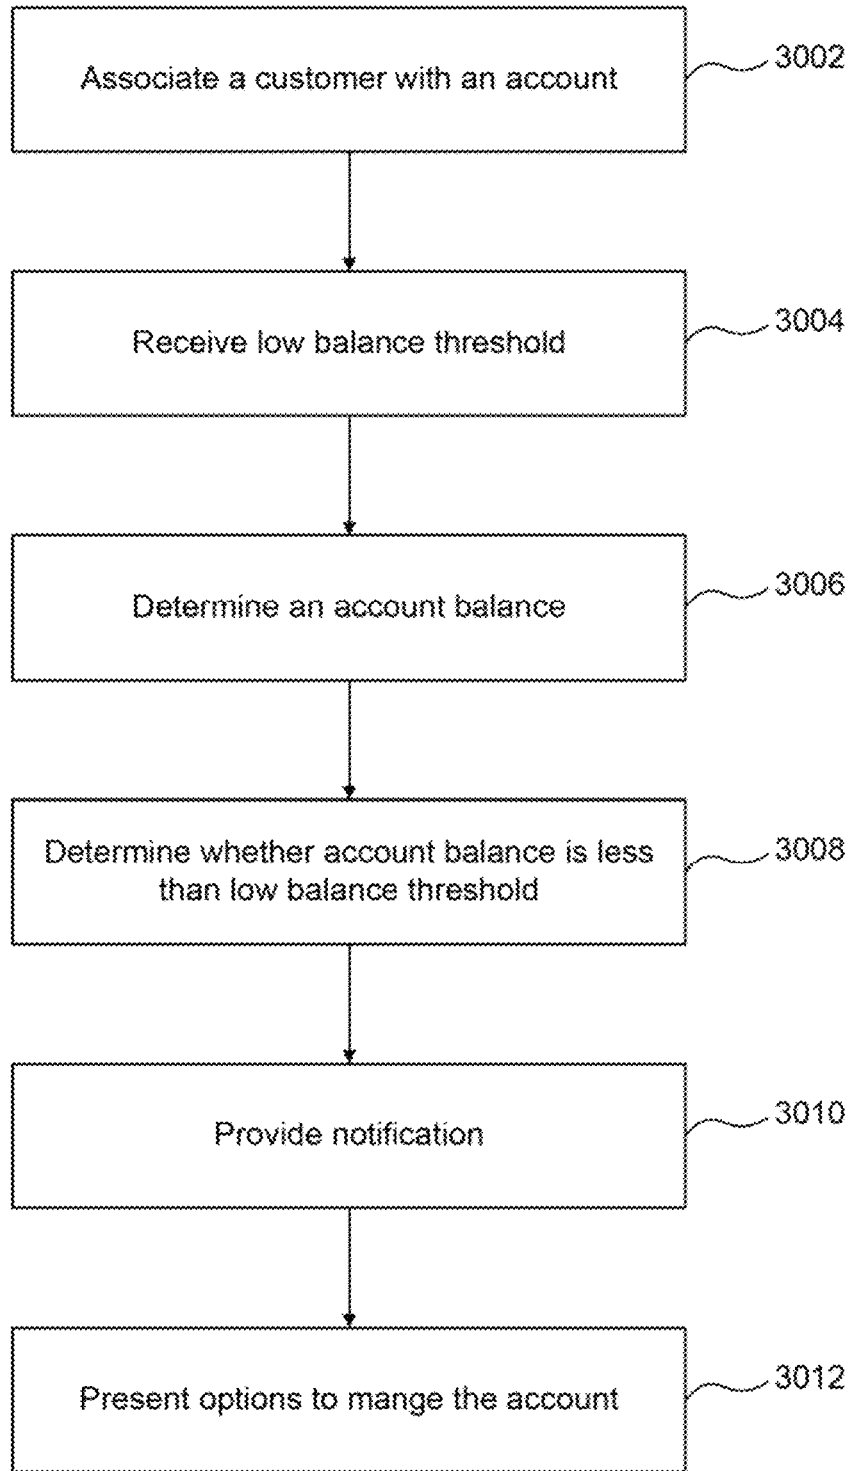 Associate a customer with an account
3002
Receive low balance threshold
3004
Determine an account balance
3006
Determine whether account balance is less
than low balance threshold
3008
Provide notification
3010
Present options to mange the account
3012